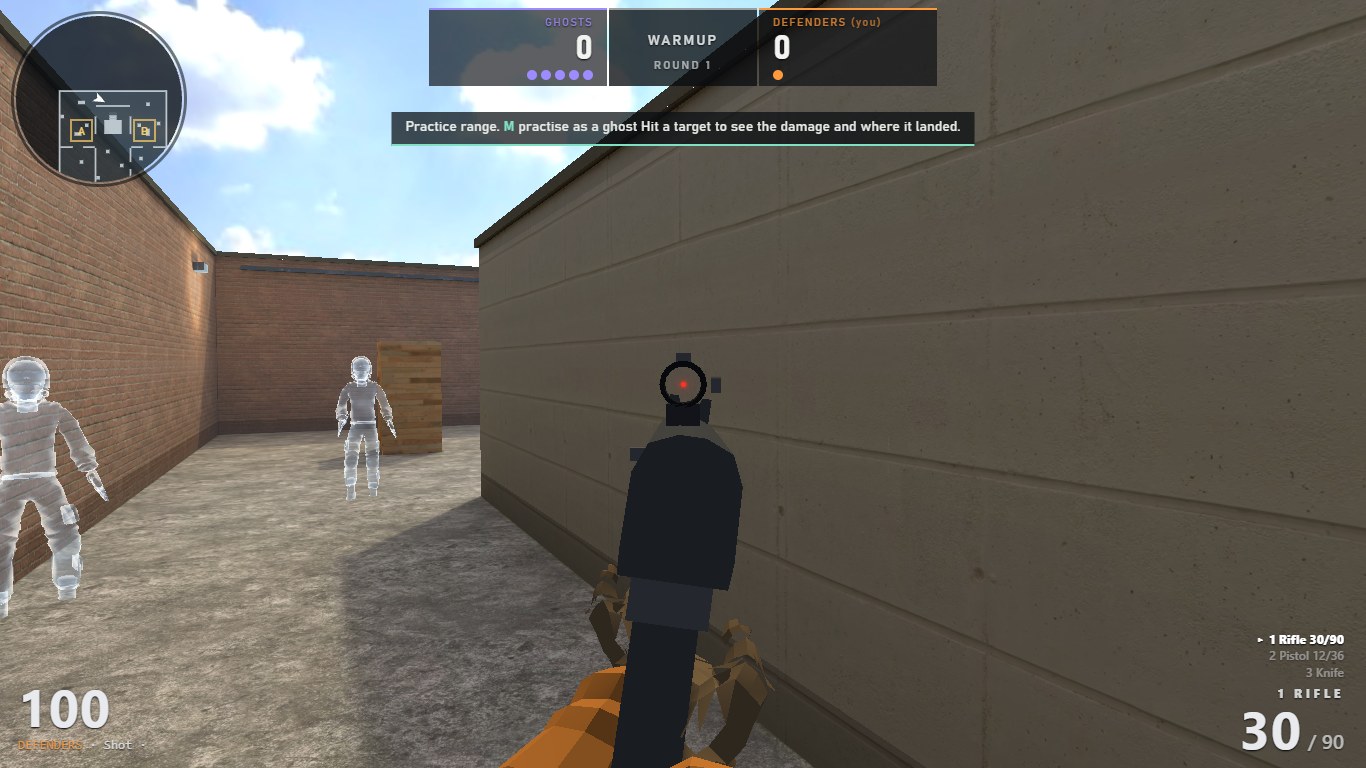 GHOSTS
0
WARMUP
ROUND 1
DEFENDERS (you)
0
Practice range. M practise as a ghost Hit a target to see the damage and where it landed.
A
B
▸ 1 Rifle 30/90
2 Pistol 12/36
3 Knife
1 RIFLE
30 / 90
100
DEFENDERS · Shot ·